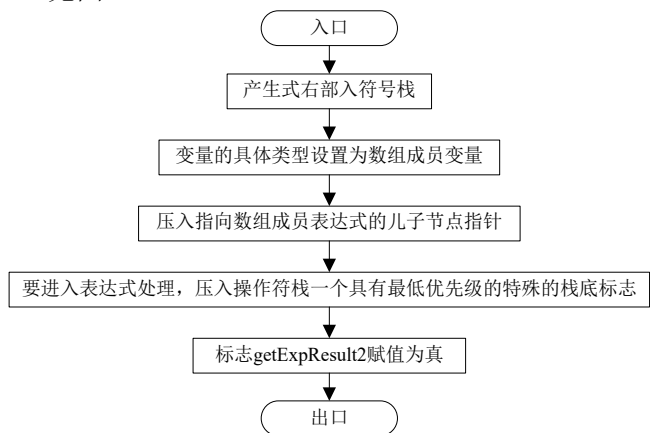 入口
产生式右部入符号栈
变量的具体类型设置为数组成员变量
压入指向数组成员表达式的儿子节点指针
要进入表达式处理，压入操作符栈一个具有最低优先级的特殊的栈底标志
标志getExpResult2赋值为真
出口